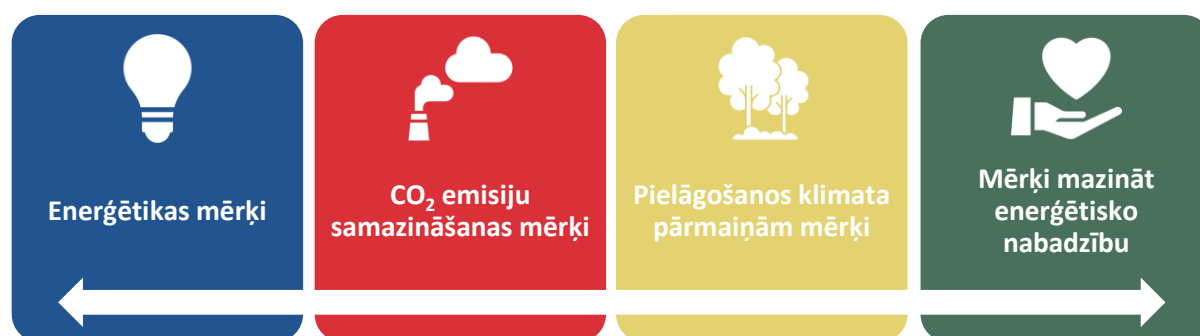 Enerģētikas mērķi
CO₂ emisiju
samazināšanas mērķi
Pielāgošanos klimata
pārmaiņām mērķi
Mērķi mazināt
enerģētisko
nabadzību